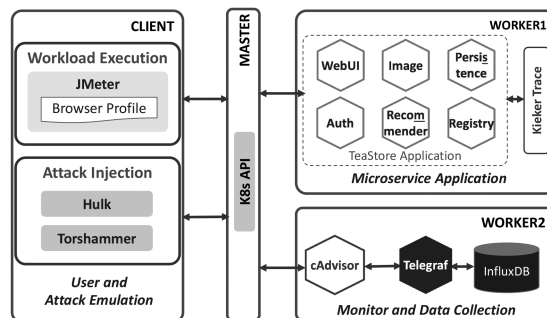 CLIENT
Workload Execution
JMeter
Browser Profile
Attack Injection
Hulk
Torshammer
User and
Attack Emulation
MASTER
K8s API
WORKER1
WebUI
Image
Persis
tence
Auth
Recom
mender
Registry
TeaStore Application
Kieker Trace
Microservice Application
WORKER2
cAdvisor
Telegraf
InfluxDB
Monitor and Data Collection